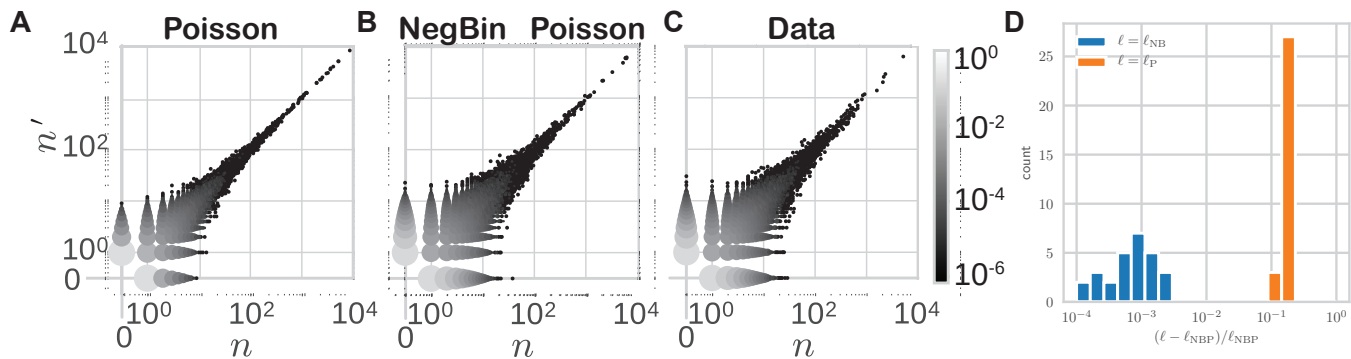 A
Poisson
B
NegBin Poisson
C
Data
D
10^4
10^2
10^0
0
n'
0
10^0
10^2
10^4
n
0
10^0
10^2
10^4
n
0
10^0
10^2
10^4
n
10^0
10^-2
10^-4
10^-6
ℓ = ℓ_NB
ℓ = ℓ_P
count
25
20
15
10
5
0
10^-4
10^-3
10^-2
10^-1
10^0
(ℓ − ℓ_NBP)/ℓ_NBP